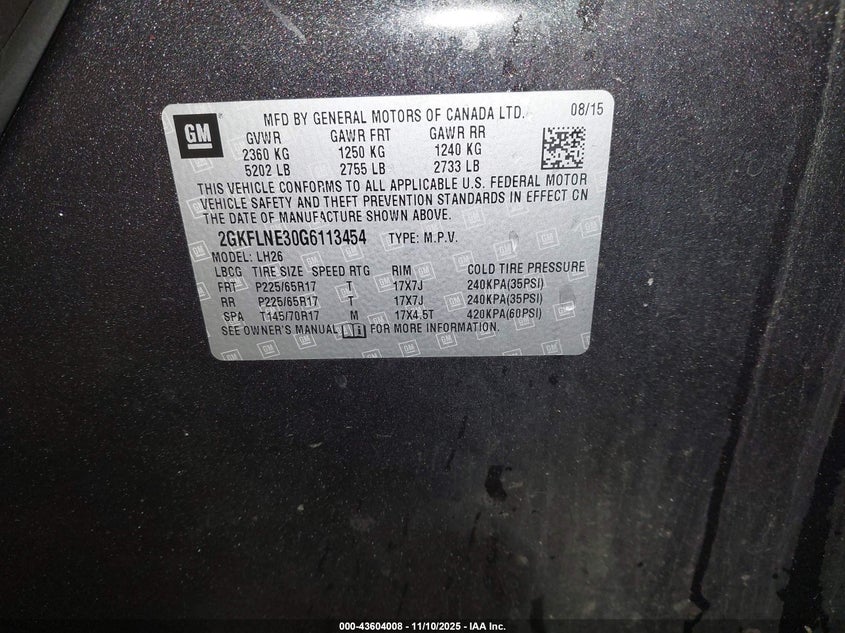 GM
MFD BY GENERAL MOTORS OF CANADA LTD. 08/15
GVWR GAWR FRT GAWR RR
2360 KG 1250 KG 1240 KG
5202 LB 2755 LB 2733 LB
THIS VEHICLE CONFORMS TO ALL APPLICABLE U.S. FEDERAL MOTOR
VEHICLE SAFETY AND THEFT PREVENTION STANDARDS IN EFFECT ON
THE DATE OF MANUFACTURE SHOWN ABOVE.
2GKFLNE30G6113454 TYPE: M.P.V.
MODEL: LH26
LBCG TIRE SIZE SPEED RTG RIM COLD TIRE PRESSURE
FRT P225/65R17 T 17X7J 240KPA(35PSI)
RR P225/65R17 T 17X7J 240KPA(35PSI)
SPA T145/70R17 M 17X4.5T 420KPA(60PSI)
SEE OWNER'S MANUAL FOR MORE INFORMATION.
000-43604008 - 11/10/2025 - IAA Inc.